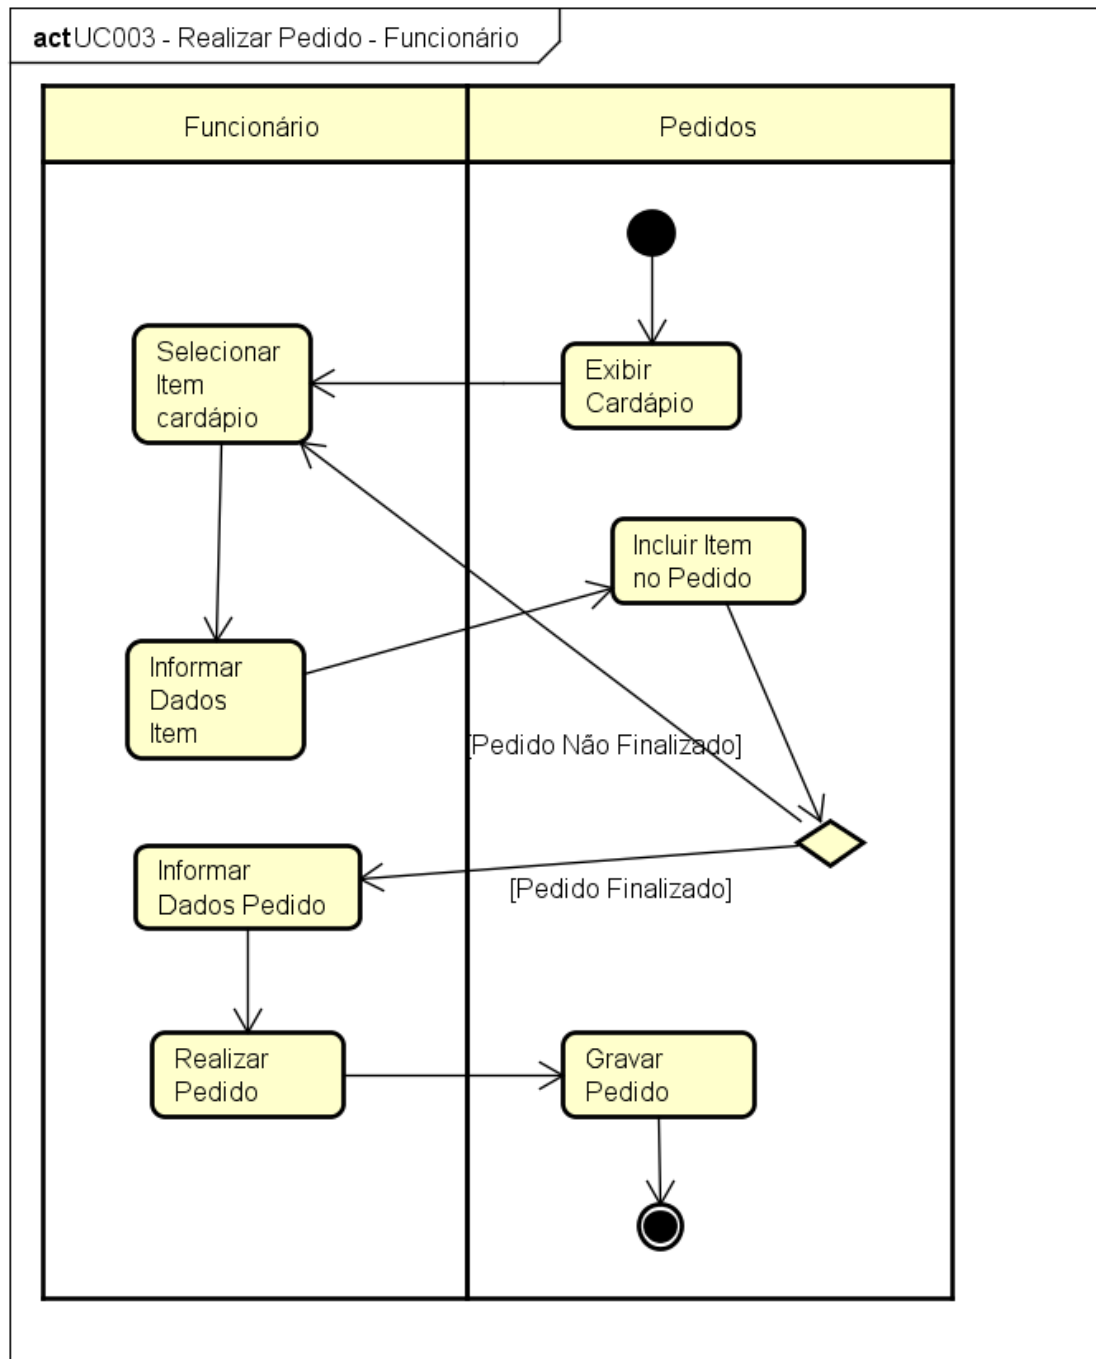 act UC003 - Realizar Pedido - Funcionário
Funcionário
Pedidos
Selecionar
Item
cardápio
Exibir
Cardápio
Incluir Item
no Pedido
Informar
Dados
Item
[Pedido Não Finalizado]
Informar
Dados Pedido
[Pedido Finalizado]
Realizar
Pedido
Gravar
Pedido